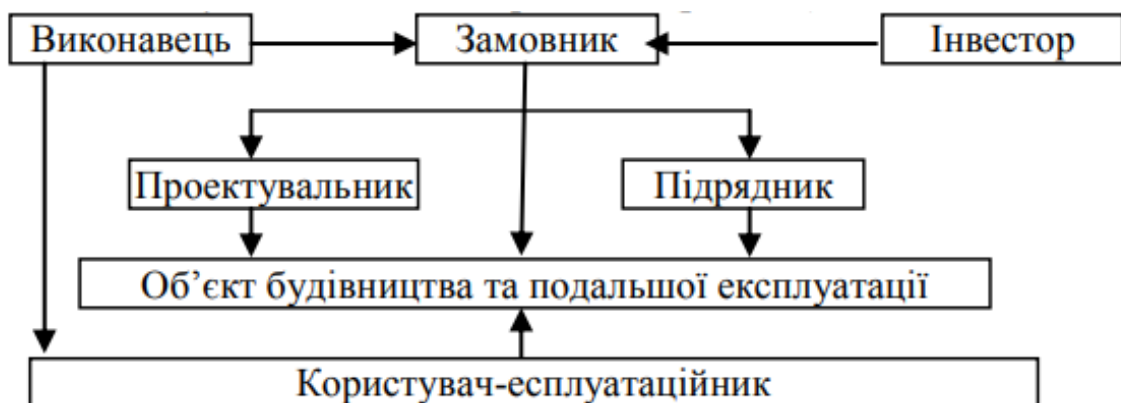 Виконавець
Замовник
Інвестор
Проектувальник
Підрядник
Об’єкт будівництва та подальшої експлуатації
Користувач-есплуатаційник